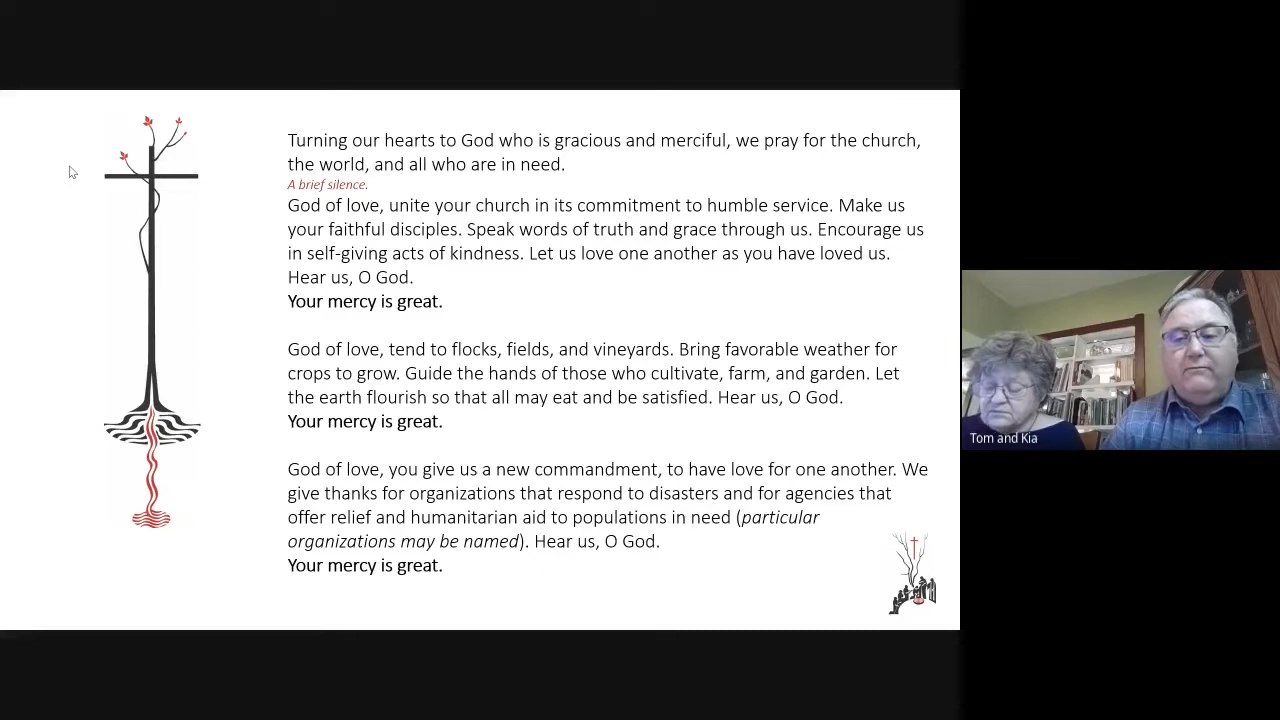 Turning our hearts to God who is gracious and merciful, we pray for the church,
the world, and all who are in need.
A brief silence.
God of love, unite your church in its commitment to humble service. Make us
your faithful disciples. Speak words of truth and grace through us. Encourage us
in self-giving acts of kindness. Let us love one another as you have loved us.
Hear us, O God.
Your mercy is great.
God of love, tend to flocks, fields, and vineyards. Bring favorable weather for
crops to grow. Guide the hands of those who cultivate, farm, and garden. Let
the earth flourish so that all may eat and be satisfied. Hear us, O God.
Your mercy is great.
God of love, you give us a new commandment, to have love for one another. We
give thanks for organizations that respond to disasters and for agencies that
offer relief and humanitarian aid to populations in need (particular
organizations may be named). Hear us, O God.
Your mercy is great.
Tom and Kia